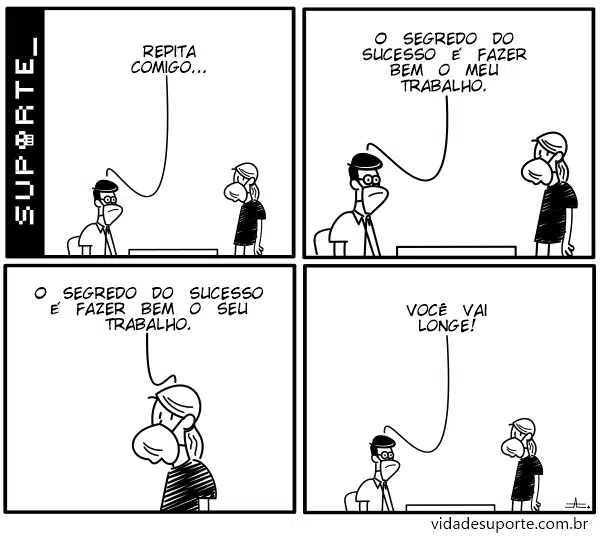 SUPORTE_
REPITA
COMIGO...
O SEGREDO DO
SUCESSO É FAZER
BEM O MEU
TRABALHO.
O SEGREDO DO SUCESSO
É FAZER BEM O SEU
TRABALHO.
VOCÊ VAI
LONGE!
vidadesuporte.com.br